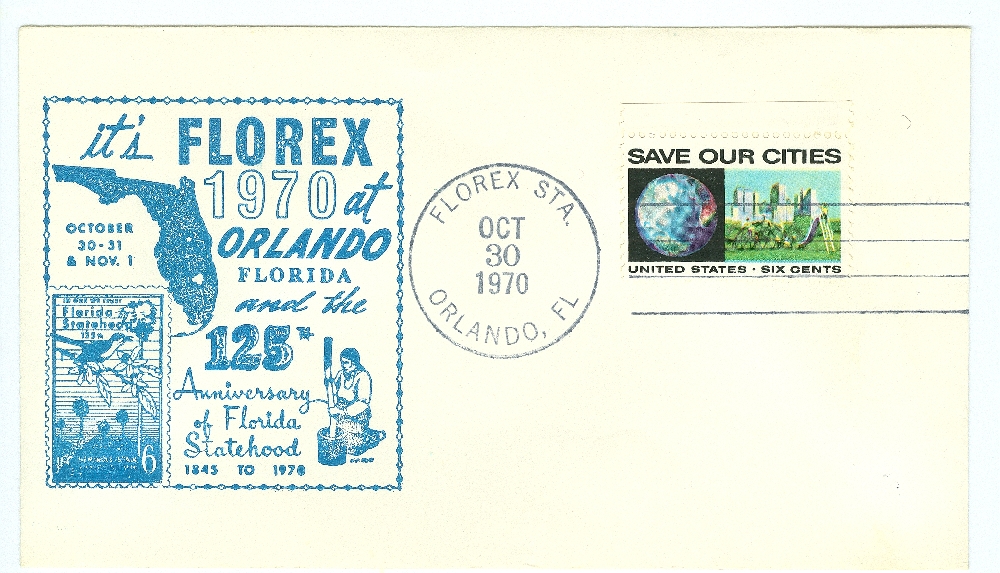 it's FLOREX
1970 at
ORLANDO
FLORIDA
and the
125TH
Anniversary
of Florida
Statehood
1845 TO 1970
OCTOBER
30-31
& NOV. 1
Florida
Statehood
125th
6
FLOREX STA.
OCT
30
1970
ORLANDO, FL
SAVE OUR CITIES
UNITED STATES · SIX CENTS